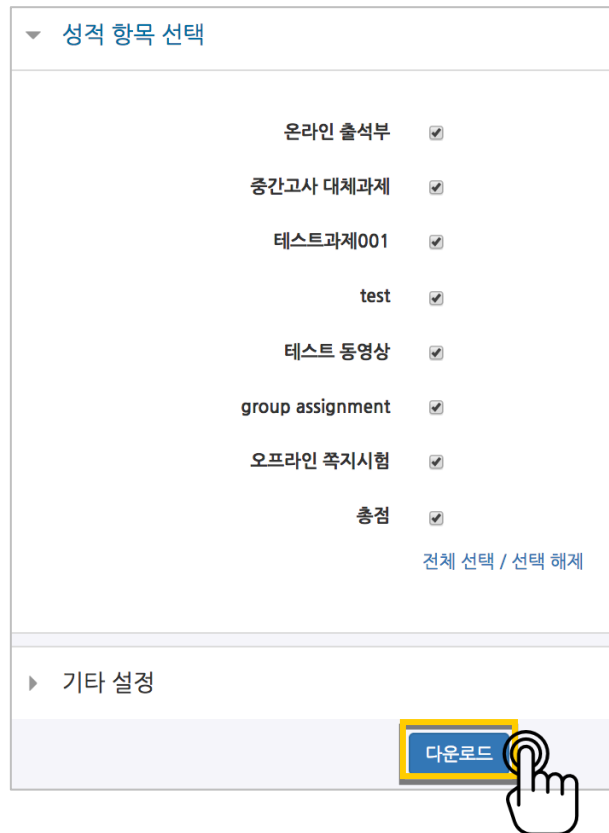 성적 항목 선택
온라인 출석부
중간고사 대체과제
테스트과제001
test
테스트 동영상
group assignment
오프라인 쪽지시험
총점
전체 선택 / 선택 해제
기타 설정
다운로드